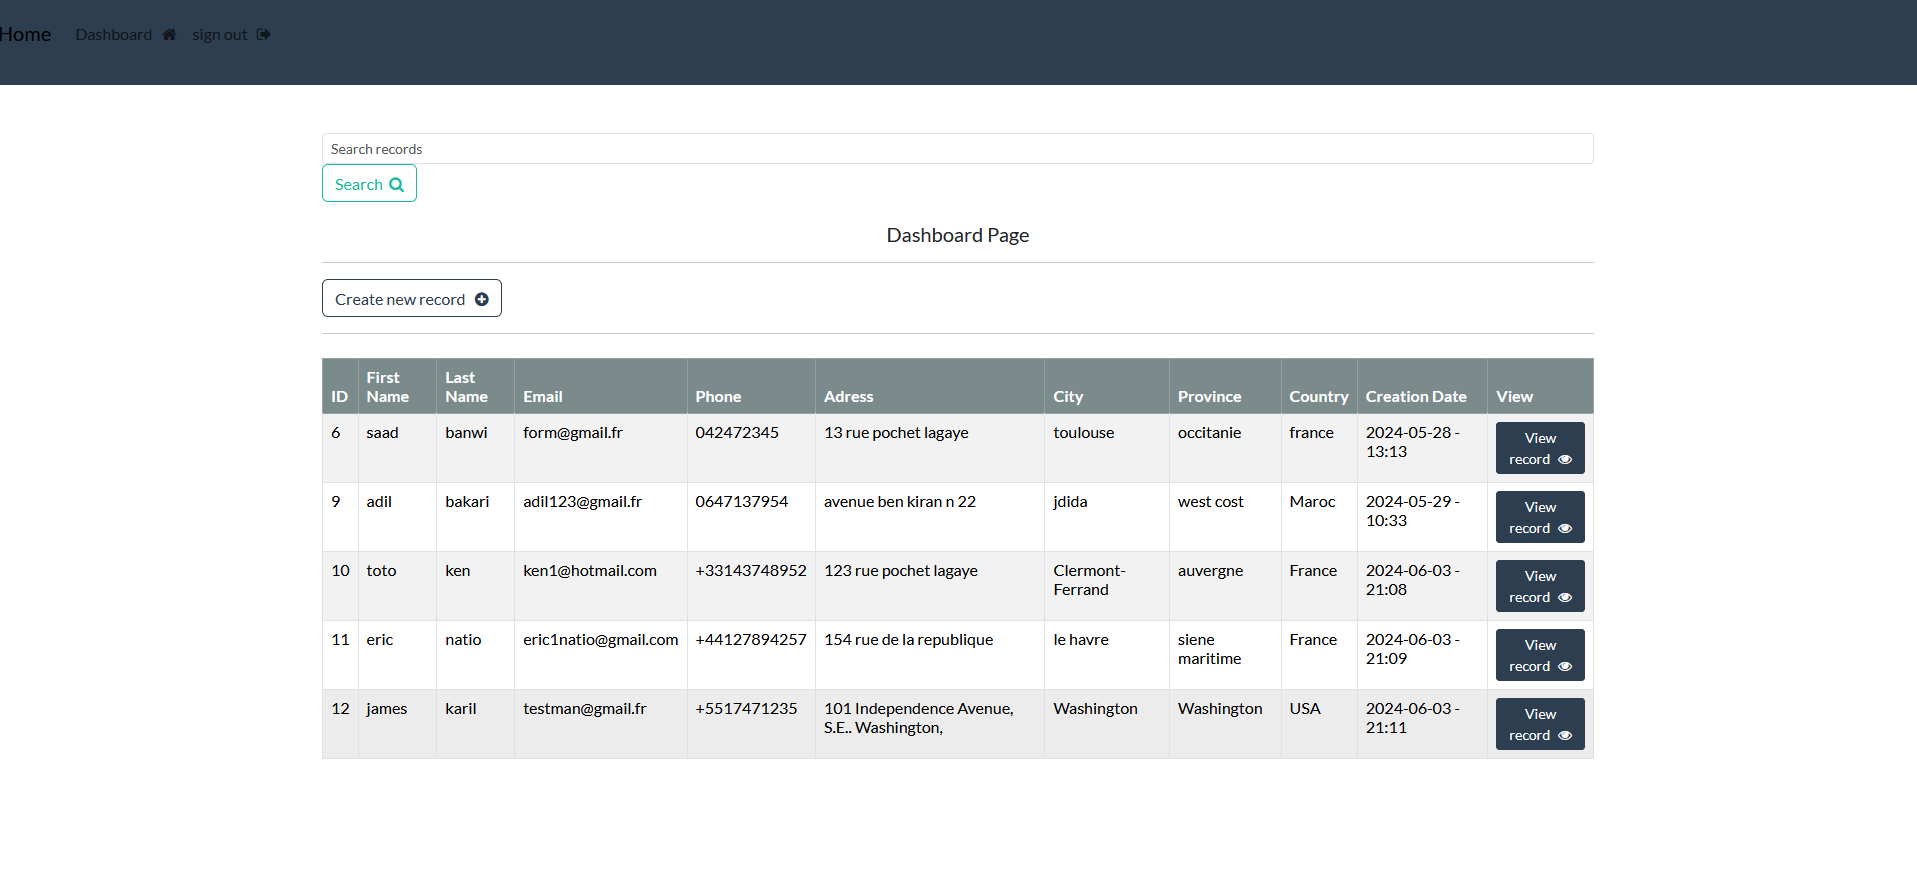 Home Dashboard sign out
Search records
Search
Dashboard Page
Create new record
ID First Name Last Name Email Phone Adress City Province Country Creation Date View
6 saad banwi form@gmail.fr 042472345 13 rue pochet lagaye toulouse occitanie france 2024-05-28 - 13:13 View record
9 adil bakari adil123@gmail.fr 0647137954 avenue ben kiran n 22 jdida west cost Maroc 2024-05-29 - 10:33 View record
10 toto ken ken1@hotmail.com +33143748952 123 rue pochet lagaye Clermont-Ferrand auvergne France 2024-06-03 - 21:08 View record
11 eric natio eric1natio@gmail.com +44127894257 154 rue de la republique le havre siene maritime France 2024-06-03 - 21:09 View record
12 james karil testman@gmail.fr +5517471235 101 Independence Avenue, S.E.. Washington, Washington Washington USA 2024-06-03 - 21:11 View record